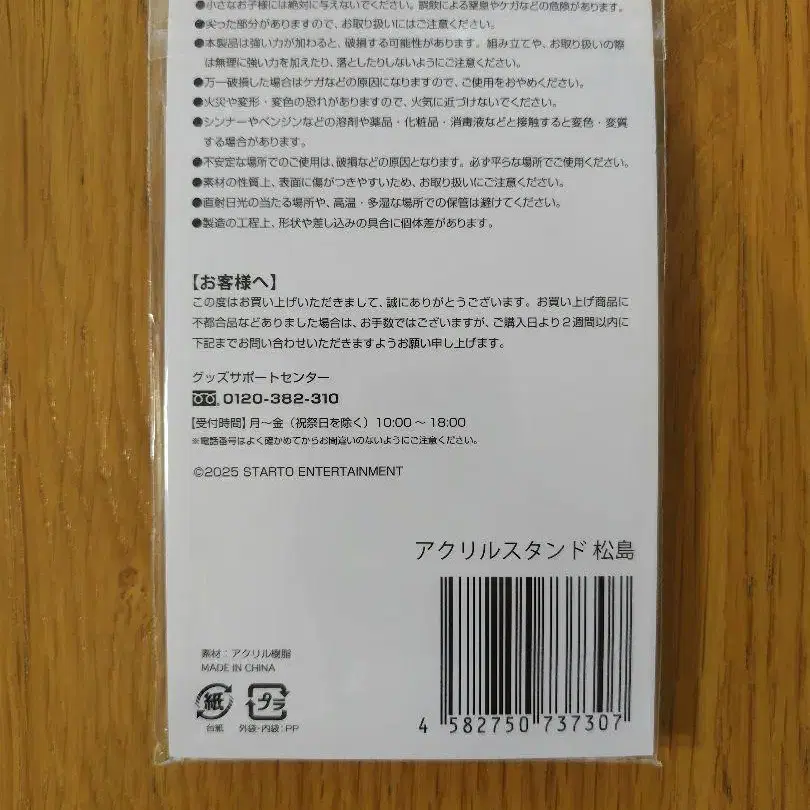 ●小さなお子様には絶対に与えないでください。誤飲による窒息やケガなどの危険があります。
●尖った部分がありますので、お取り扱いにはご注意ください。
●本製品は強い力が加わると、破損する可能性があります。組み立てや、お取り扱いの際
は無理に強い力を加えたり、落としたりしないようにご注意ください。
●万一破損した場合はケガなどの原因になりますので、ご使用をおやめください。
●火災や変形・変色の恐れがありますので、火気に近づけないでください。
●シンナーやベンジンなどの溶剤や薬品・化粧品・消毒液などと接触すると変色・変質
する場合があります。
●不安定な場所でのご使用は、破損などの原因となります。必ず平らな場所でご使用ください。
●素材の性質上、表面に傷がつきやすいため、お取り扱いにご注意ください。
●直射日光の当たる場所や、高温・多湿な場所での保管は避けてください。
●製造の工程上、形状や差し込みの具合に個体差があります。
【お客様へ】
この度はお買い上げいただきまして、誠にありがとうございます。お買い上げ商品に
不都合品などありました場合は、お手数ではございますが、ご購入日より2週間以内に
下記までお問い合わせいただきますようお願い申し上げます。
グッズサポートセンター
0120-382-310
【受付時間】月～金（祝祭日を除く）10:00～18:00
※電話番号はよく確かめてからお間違いのないようにご注意ください。
©2025 STARTO ENTERTAINMENT
アクリルスタンド 松島
素材：アクリル樹脂
MADE IN CHINA
紙 プラ
台紙 外袋・内袋：PP
4 582750 737307